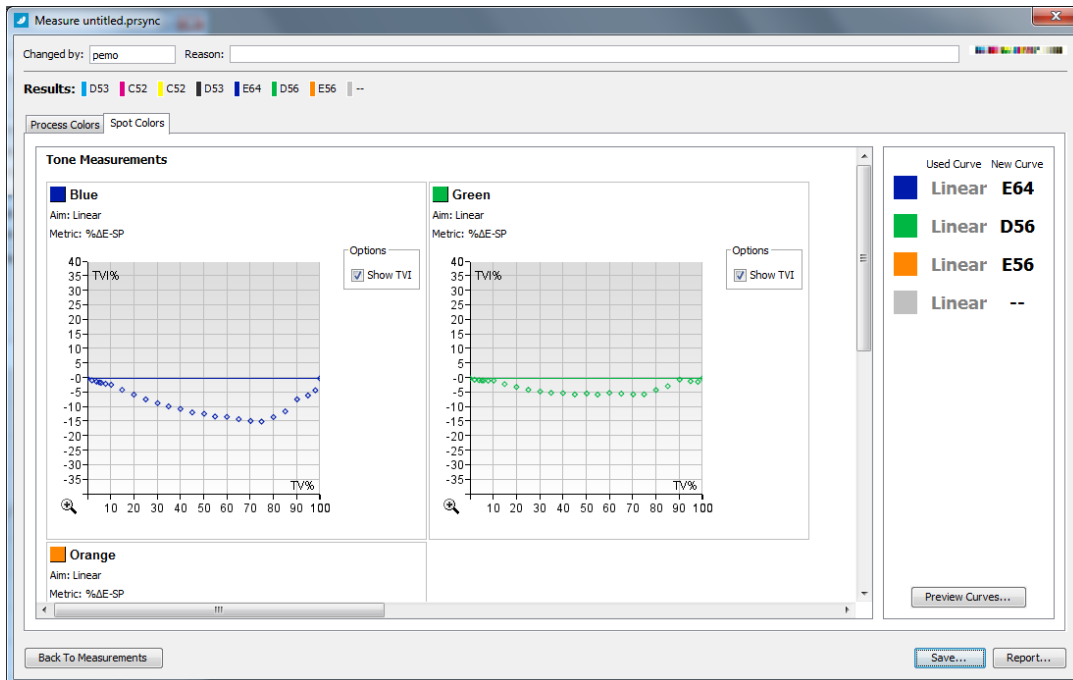 Measure untitled.prsync
Changed by: pemo Reason:
Results: D53 C52 C52 D53 E64 D56 E56 --
Process Colors Spot Colors
Tone Measurements
Blue
Aim: Linear
Metric: %ΔE-SP
Options
Show TVI
TVI%
40
35
30
25
20
15
10
5
-0
-5
-10
-15
-20
-25
-30
-35
TV%
10 20 30 40 50 60 70 80 90 100
Green
Aim: Linear
Metric: %ΔE-SP
Options
Show TVI
TVI%
40
35
30
25
20
15
10
5
-0
-5
-10
-15
-20
-25
-30
-35
TV%
10 20 30 40 50 60 70 80 90 100
Orange
Aim: Linear
Metric: %ΔE-SP
Used Curve New Curve
Linear E64
Linear D56
Linear E56
Linear --
Preview Curves...
Back To Measurements
Save... Report...